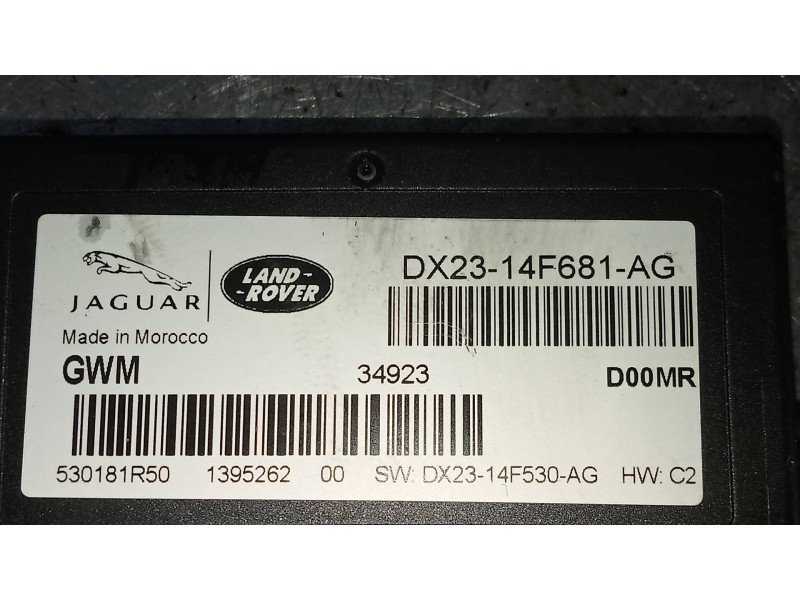 JAGUAR
LAND-
ROVER
DX23-14F681-AG
Made in Morocco
GWM 34923 D00MR
530181R50 1395262 00 SW: DX23-14F530-AG HW: C2